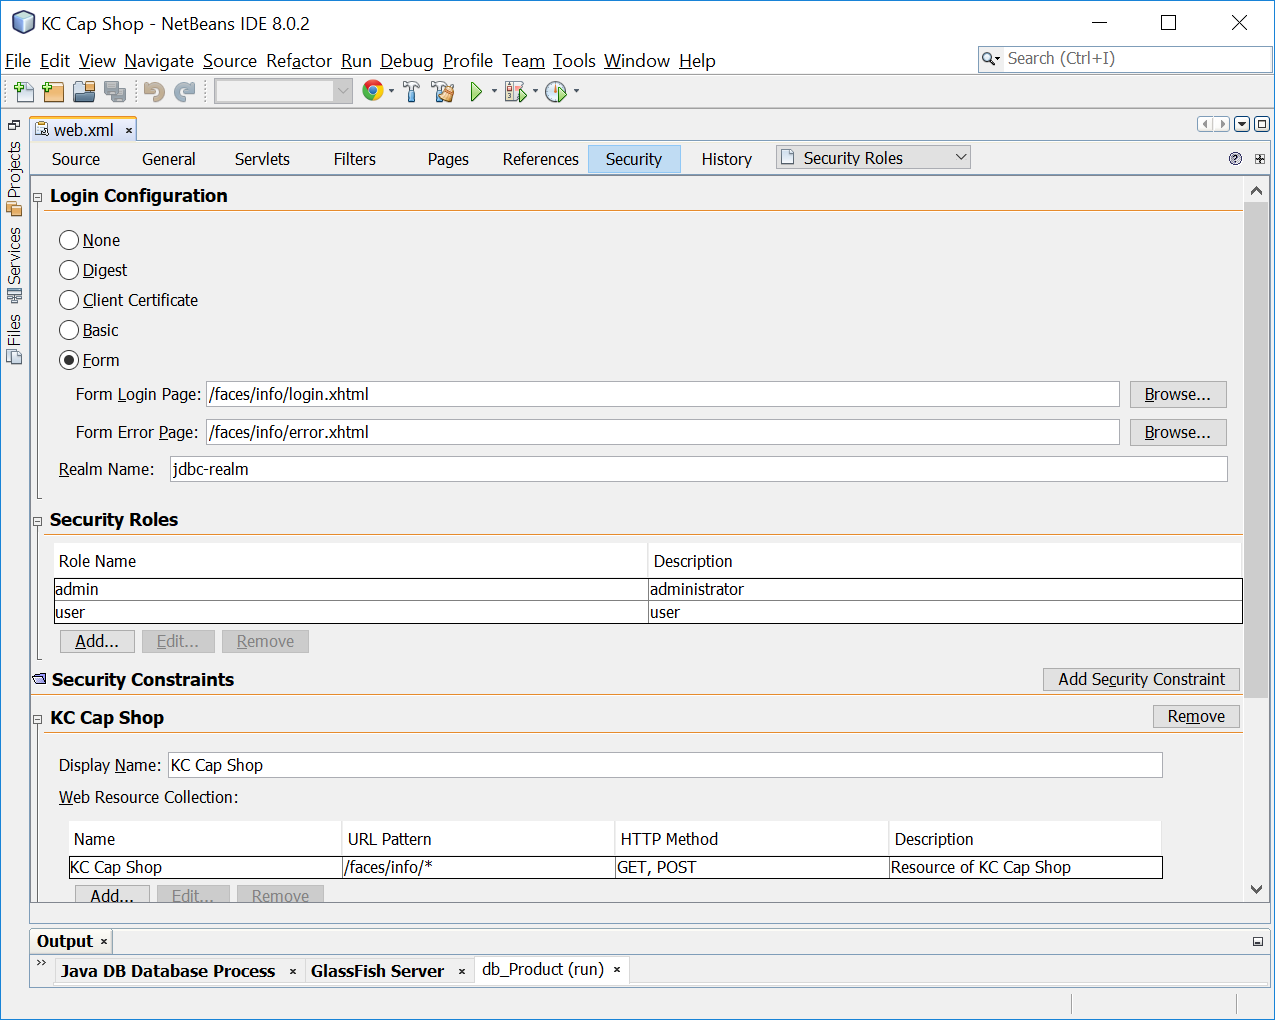 KC Cap Shop - NetBeans IDE 8.0.2
File Edit View Navigate Source Refactor Run Debug Profile Team Tools Window Help
Search (Ctrl+I)
web.xml
Source General Servlets Filters Pages References Security History Security Roles
Projects
Services
Files
Login Configuration
None
Digest
Client Certificate
Basic
Form
Form Login Page: /faces/info/login.xhtml Browse...
Form Error Page: /faces/info/error.xhtml Browse...
Realm Name: jdbc-realm
Security Roles
Role Name Description
admin administrator
user user
Add... Edit... Remove
Security Constraints Add Security Constraint
KC Cap Shop Remove
Display Name: KC Cap Shop
Web Resource Collection:
Name URL Pattern HTTP Method Description
KC Cap Shop /faces/info/* GET, POST Resource of KC Cap Shop
Add... Edit... Remove
Output
Java DB Database Process GlassFish Server db_Product (run)